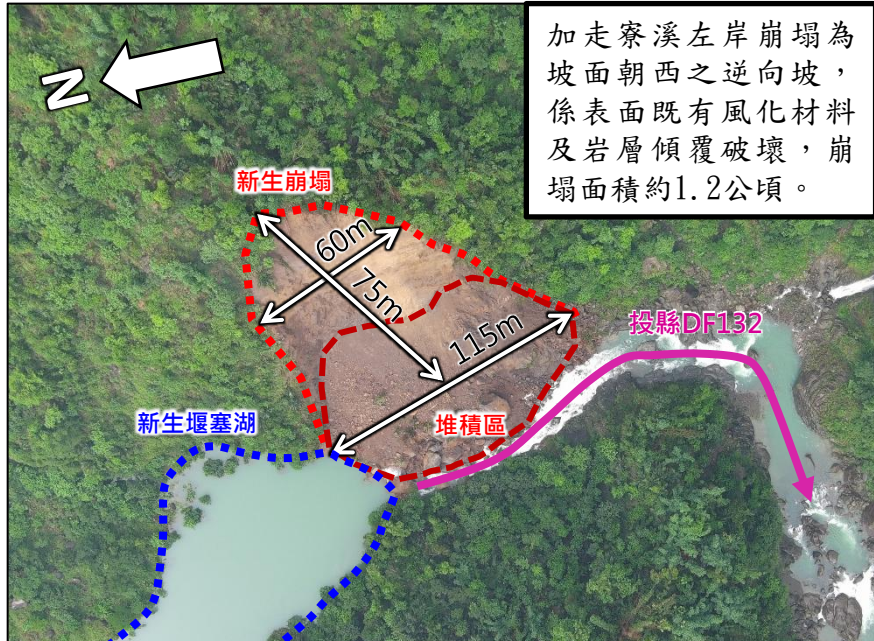 加走寮溪左岸崩塌為
坡面朝西之逆向坡，
係表面既有風化材料
及岩層傾覆破壞，崩
塌面積約1.2公頃。
N
新生崩塌
60m
75m
115m
投縣DF132
堆積區
新生堰塞湖